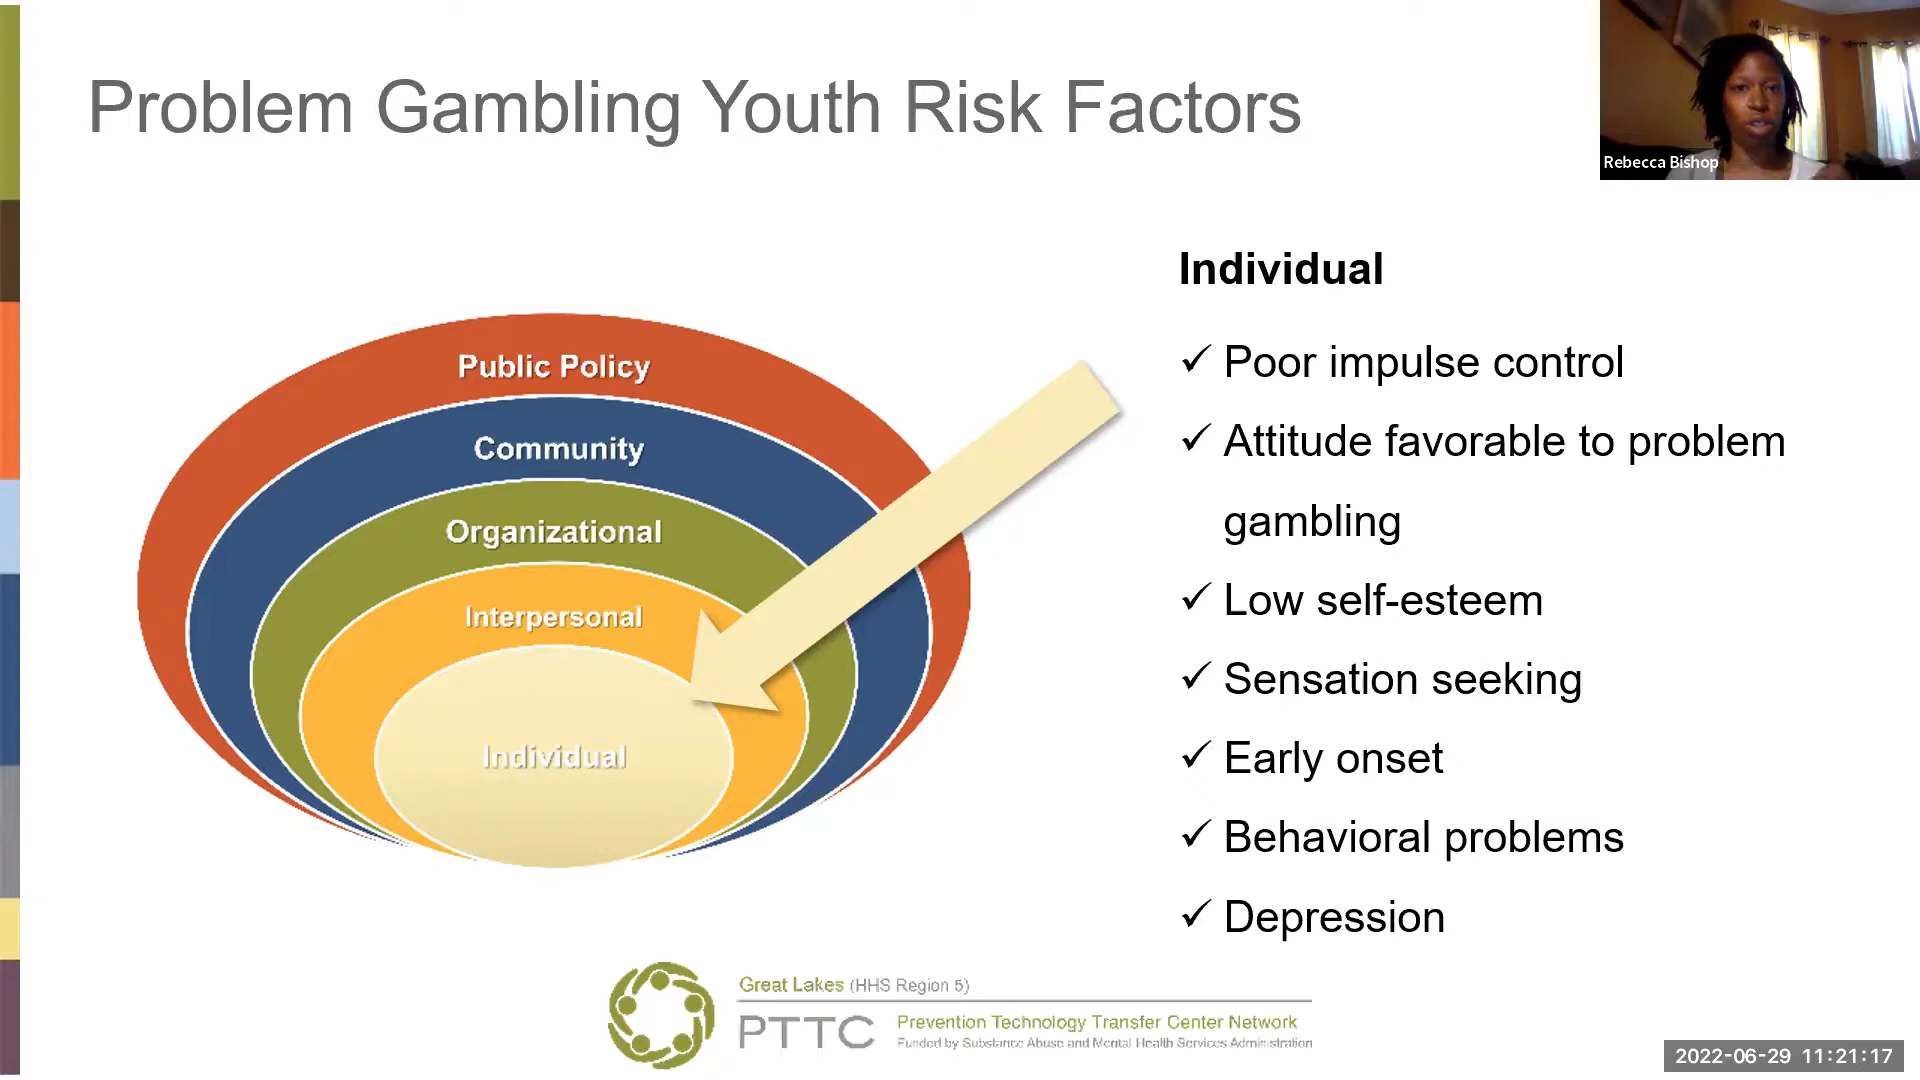 Problem Gambling Youth Risk Factors
Rebecca Bishop
Public Policy
Community
Organizational
Interpersonal
Individual
Individual
✓ Poor impulse control
✓ Attitude favorable to problem
gambling
✓ Low self-esteem
✓ Sensation seeking
✓ Early onset
✓ Behavioral problems
✓ Depression
Great Lakes (HHS Region 5)
PTTC
Prevention Technology Transfer Center Network
Funded by Substance Abuse and Mental Health Services Administration
2022-06-29 11:21:17